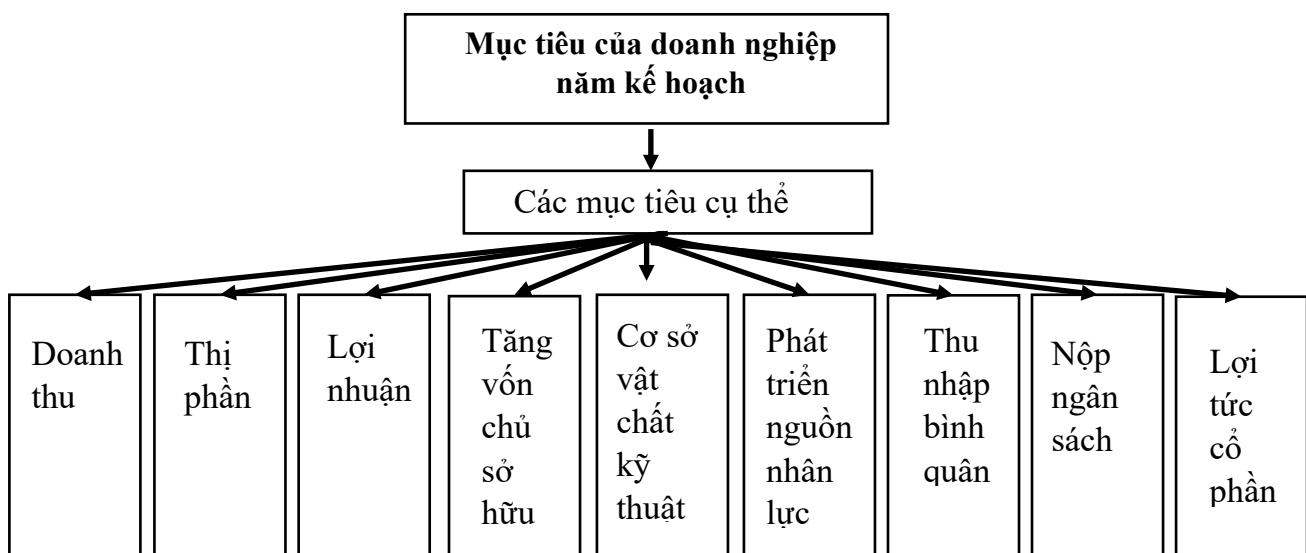 Mục tiêu của doanh nghiệp
năm kế hoạch
Các mục tiêu cụ thể
Doanh
thu
Thị
phần
Lợi
nhuận
Tăng
vốn
chủ
sở
hữu
Cơ sở
vật
chất
kỹ
thuật
Phát
triển
nguồn
nhân
lực
Thu
nhập
bình
quân
Nộp
ngân
sách
Lợi
tức
cổ
phần